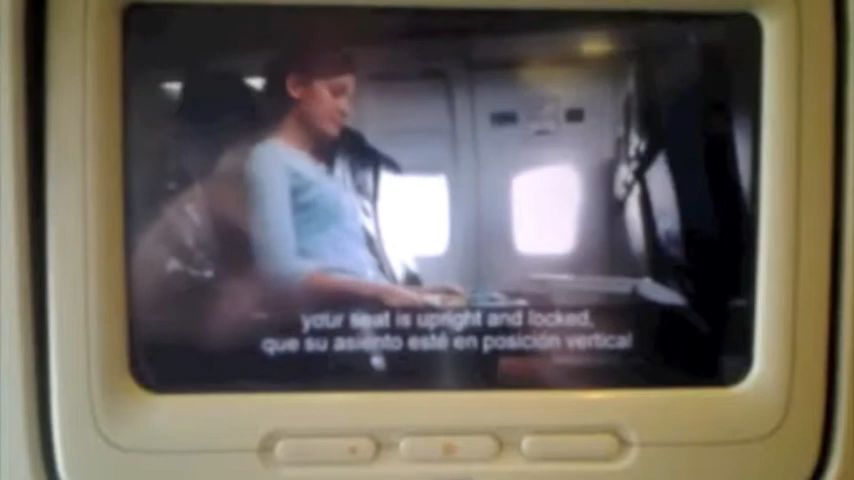 your seat is upright and locked,
que su asiento esté en posición vertical